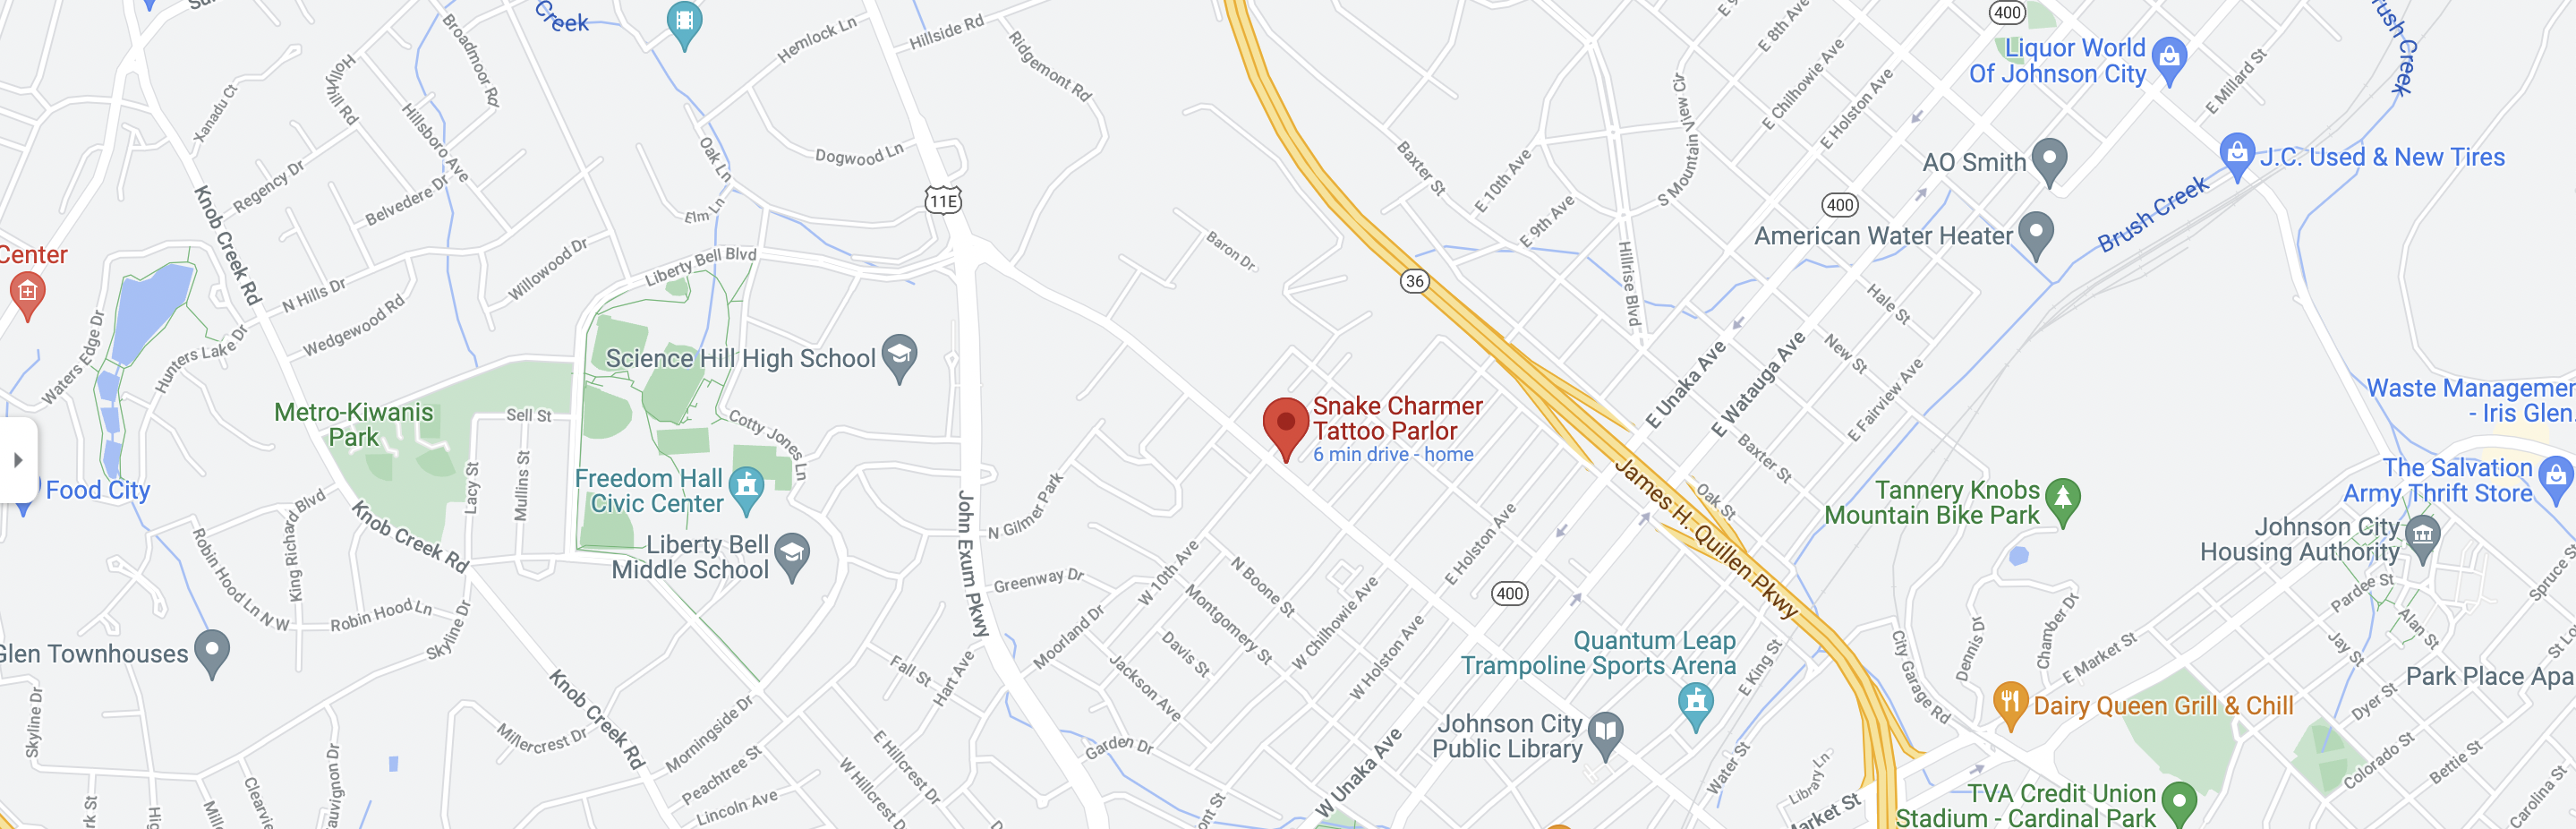 Creek
Broadmoor Rd
Hemlock Ln
Hillside Rd
Ridgemont Rd
E 8th Ave
400
Liquor World
Of Johnson City
Brush Creek
E Millard St
Hollyhill Rd
Xanadu Ct
Hillsboro Ave
Oak Ln
Dogwood Ln
E Chilhowie Ave
E Holston Ave
S Mountain View Cir
Baxter St
E 10th Ave
AO Smith
J.C. Used & New Tires
Regency Dr
Belvedere Dr
Elm Ln
11E
E 9th Ave
400
American Water Heater
Brush Creek
Knob Creek Rd
Center
Willowood Dr
Liberty Bell Blvd
Baron Dr
36
Hillrise Blvd
Hale St
N Hills Dr
Wedgewood Rd
Waters Edge Dr
Hunters Lake Dr
Science Hill High School
E Unaka Ave
E Watauga Ave
New St
E Fairview Ave
Metro-Kiwanis
Park
Sell St
Cotty Jones Ln
Snake Charmer
Tattoo Parlor
6 min drive - home
Baxter St
Waste Managemen
- Iris Glen
Food City
Lacy St
Mullins St
Freedom Hall
Civic Center
John Exum Pkwy
N Gilmer Park
James H. Quillen Pkwy
Oak St
Tannery Knobs
Mountain Bike Park
The Salvation
Army Thrift Store
Johnson City
Housing Authority
King Richard Blvd
Knob Creek Rd
Liberty Bell
Middle School
E Holston Ave
Robin Hood Ln NW
Robin Hood Ln
Skyline Dr
Greenway Dr
W 10th Ave
N Boone St
Montgomery St
W Chilhowie Ave
400
Pardee St
Alan St
Spruce St
Glen Townhouses
Moorland Dr
Davis St
Jackson Ave
W Holston Ave
Quantum Leap
Trampoline Sports Arena
E King St
City Garage Rd
Dennis Dr
Chamber Dr
E Market St
Jay St
St Lo
Park Place Apa
Skyline Dr
Fall St
Hart Ave
Knob Creek Rd
Millercrest Dr
Morningside Dr
Peachtree St
Lincoln Ave
E Hillcrest Dr
W Hillcrest D
Garden Dr
W Unaka Ave
Johnson City
Public Library
Water St
Library Ln
Market St
Dairy Queen Grill & Chill
Dyer St
Colorado St
Bettie St
Carolina St
TVA Credit Union
Stadium - Cardinal Park